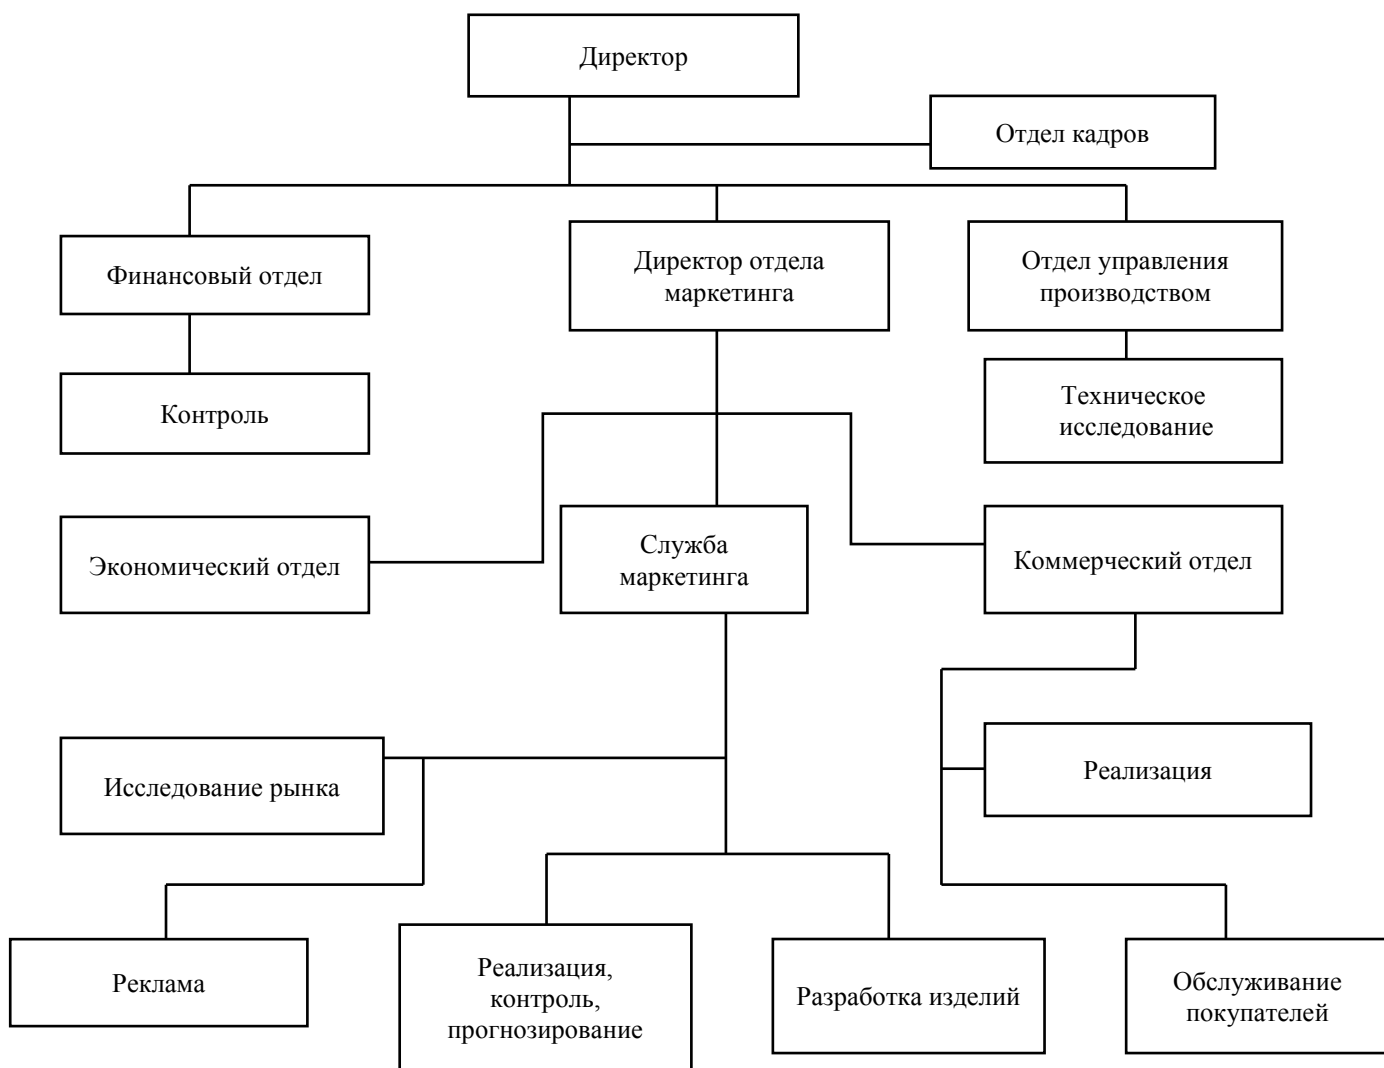 Директор
Отдел кадров
Финансовый отдел
Директор отдела
маркетинга
Отдел управления
производством
Контроль
Техническое
исследование
Экономический отдел
Служба
маркетинга
Коммерческий отдел
Исследование рынка
Реализация
Реклама
Реализация,
контроль,
прогнозирование
Разработка изделий
Обслуживание
покупателей